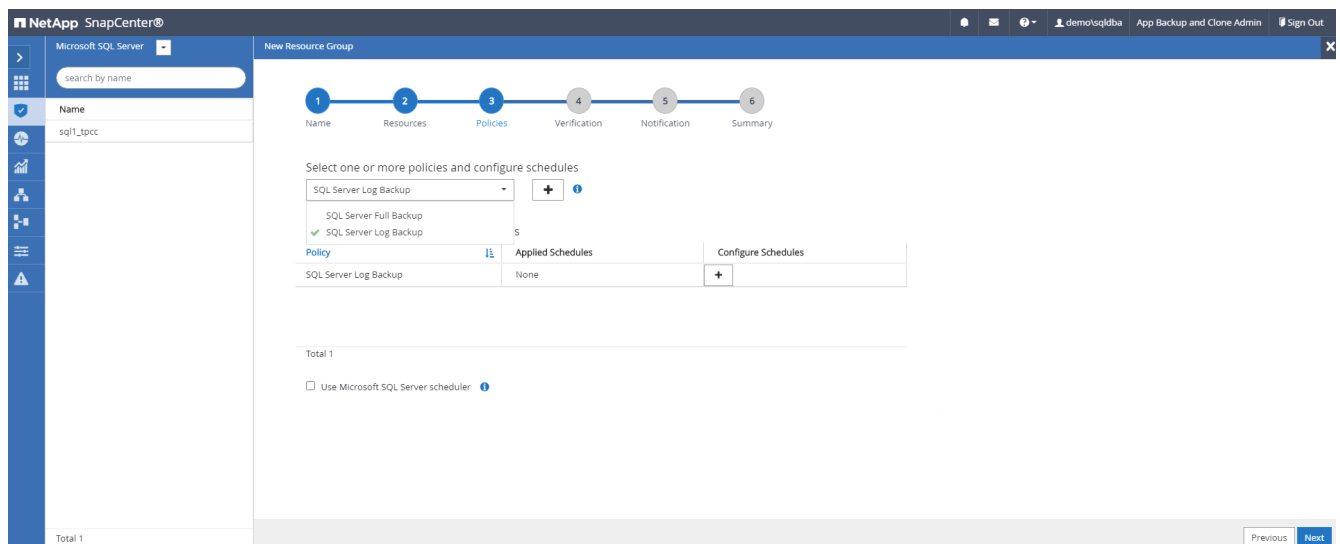 NetApp SnapCenter®
demo\sqldba App Backup and Clone Admin Sign Out
Microsoft SQL Server
New Resource Group
search by name
Name
sql1_tpcc
Total 1
1 2 3 4 5 6
Name Resources Policies Verification Notification Summary
Select one or more policies and configure schedules
SQL Server Log Backup
SQL Server Full Backup
SQL Server Log Backup
s
Policy Applied Schedules Configure Schedules
SQL Server Log Backup None
Total 1
Use Microsoft SQL Server scheduler
Previous Next